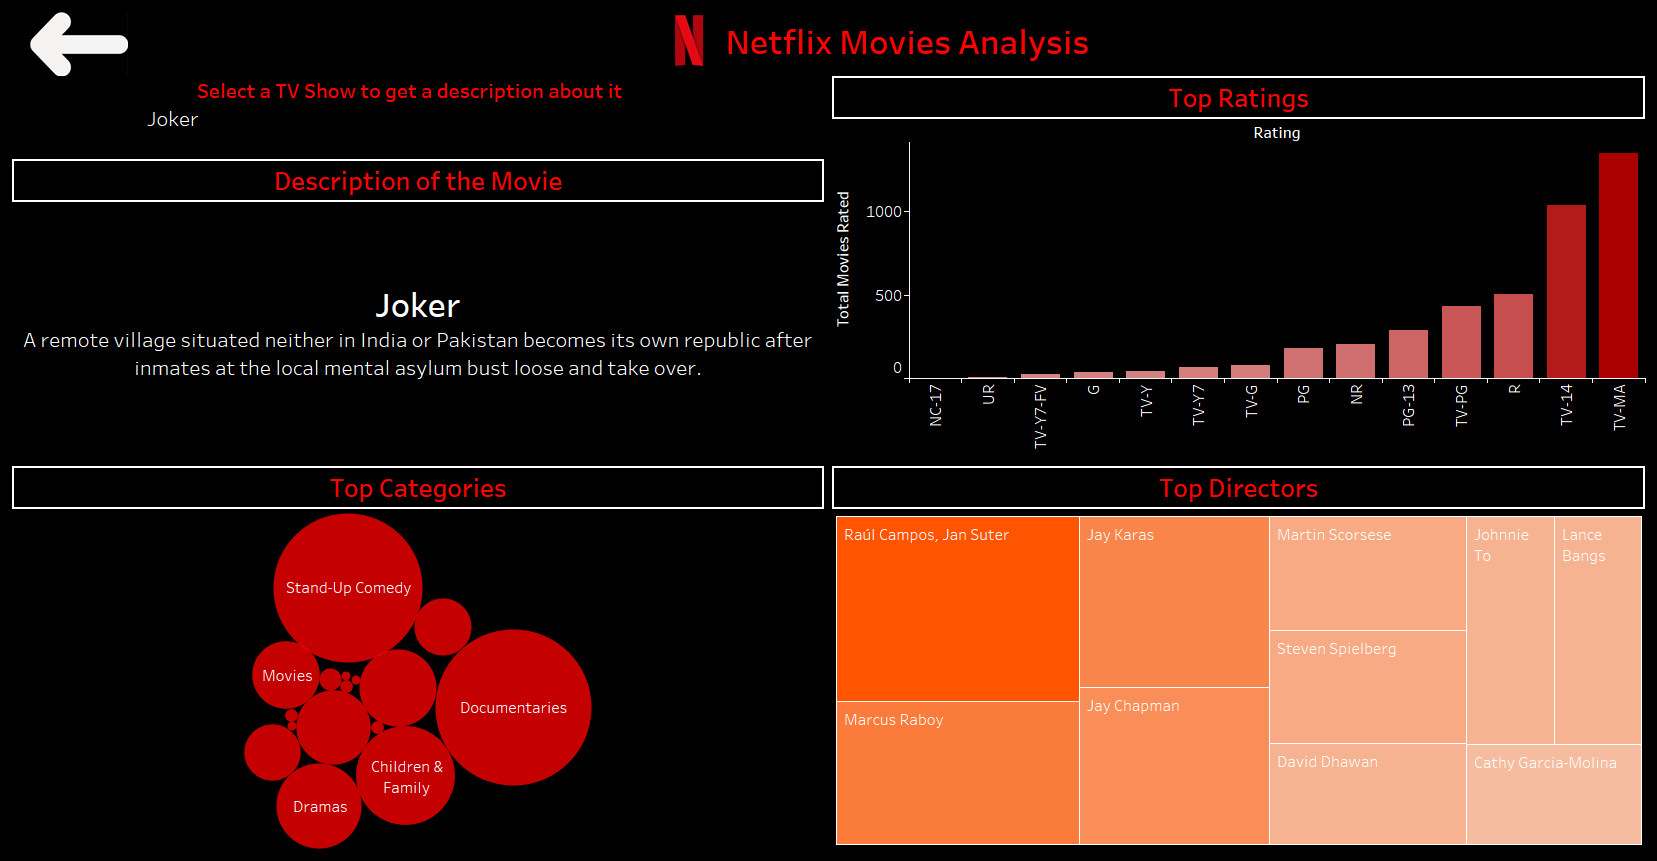 N Netflix Movies Analysis
Select a TV Show to get a description about it
Joker
Description of the Movie
Joker
A remote village situated neither in India or Pakistan becomes its own republic after
inmates at the local mental asylum bust loose and take over.
Top Ratings
Rating
Total Movies Rated
1000
500
0
NC-17
UR
TV-Y7-FV
G
TV-Y
TV-Y7
TV-G
PG
NR
PG-13
TV-PG
R
TV-14
TV-MA
Top Categories
Stand-Up Comedy
Movies
Documentaries
Children &
Family
Dramas
Top Directors
Raúl Campos, Jan Suter
Marcus Raboy
Jay Karas
Jay Chapman
Martin Scorsese
Steven Spielberg
David Dhawan
Johnnie
To
Lance
Bangs
Cathy Garcia-Molina